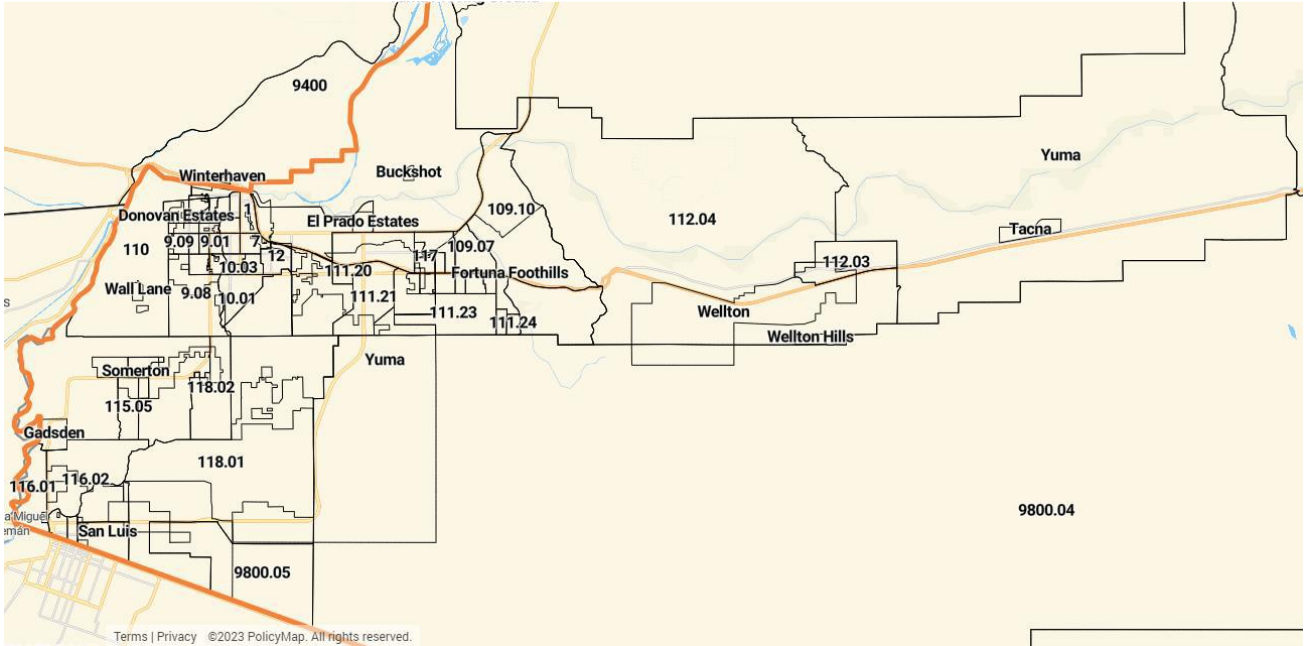 9400
Winterhaven
Buckshot
Yuma
Donovan Estates
1
El Prado Estates
109.10
112.04
Tacna
110
9.09
9.01
7
12
117
109.07
112.03
10.03
111.20
Fortuna Foothills
Wall Lane
9.08
10.01
111.21
111.23
111.24
Wellton
Wellton Hills
Yuma
Somerton
118.02
115.05
Gadsden
118.01
116.01
116.02
9800.04
a Miguel
emán
San Luis
9800.05
Terms | Privacy ©2023 PolicyMap. All rights reserved.